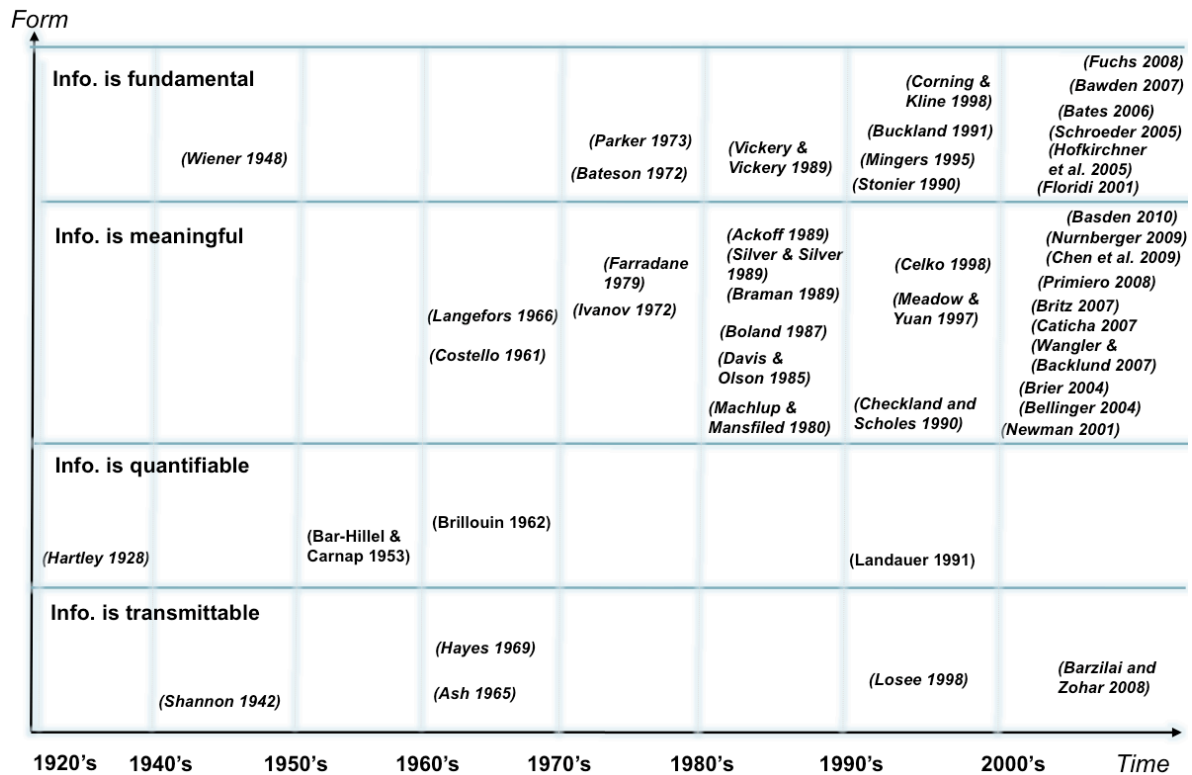 Form
Info. is fundamental
(Wiener 1948)
(Parker 1973)
(Bateson 1972)
(Vickery &
Vickery 1989)
(Corning &
Kline 1998)
(Buckland 1991)
(Mingers 1995)
(Stonier 1990)
(Fuchs 2008)
(Bawden 2007)
(Bates 2006)
(Schroeder 2005)
(Hofkirchner
et al. 2005)
(Floridi 2001)
Info. is meaningful
(Langefors 1966)
(Costello 1961)
(Farradane
1979)
(Ivanov 1972)
(Ackoff 1989)
(Silver & Silver
1989)
(Braman 1989)
(Boland 1987)
(Davis &
Olson 1985)
(Machlup &
Mansfiled 1980)
(Celko 1998)
(Meadow &
Yuan 1997)
(Checkland and
Scholes 1990)
(Basden 2010)
(Nurnberger 2009)
(Chen et al. 2009)
(Primiero 2008)
(Britz 2007)
(Caticha 2007
(Wangler &
(Backlund 2007)
(Brier 2004)
(Bellinger 2004)
(Newman 2001)
Info. is quantifiable
(Hartley 1928)
(Bar-Hillel &
Carnap 1953)
(Brillouin 1962)
(Landauer 1991)
Info. is transmittable
(Shannon 1942)
(Hayes 1969)
(Ash 1965)
(Losee 1998)
(Barzilai and
Zohar 2008)
1920’s 1940’s 1950’s 1960’s 1970’s 1980’s 1990’s 2000’s Time